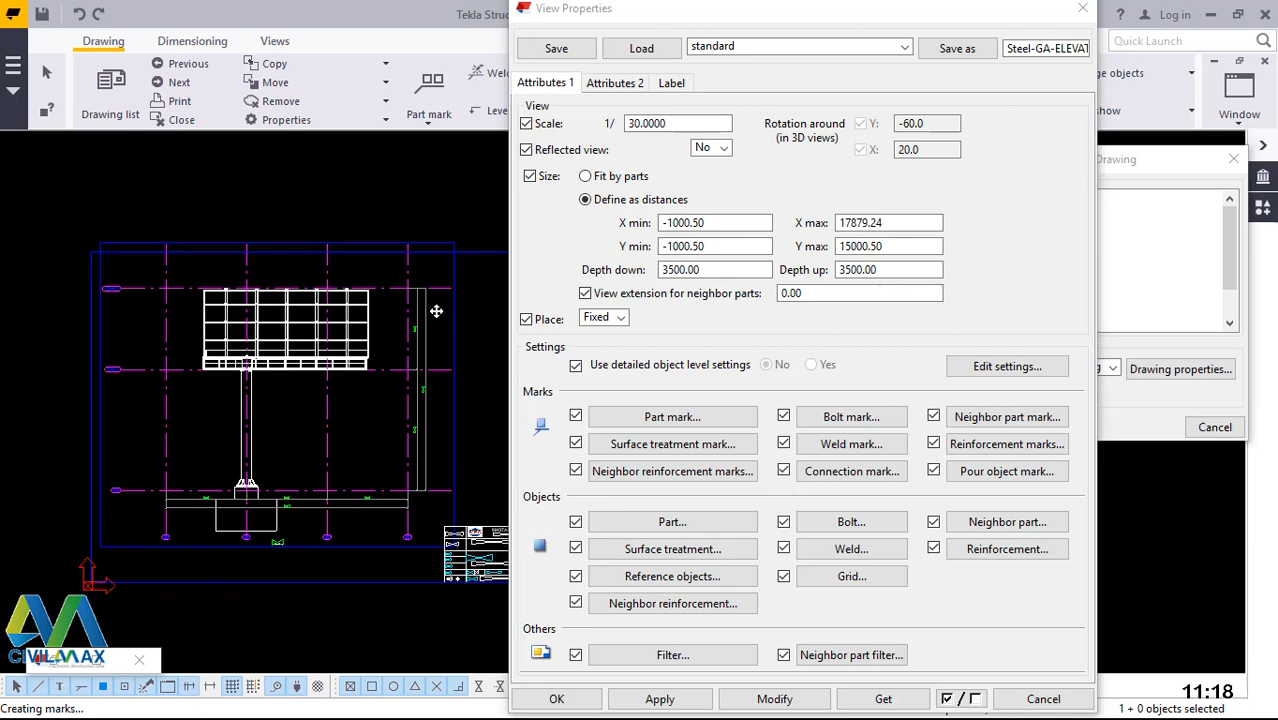 Tekla Struc
View Properties
Log in
Drawing
Dimensioning
Views
Save
Load
standard
Save as
Steel-GA-ELEVAT
Quick Launch
Previous
Copy
Next
Move
Print
Remove
Close
Properties
Drawing list
Part mark...
Weld
Leve
ge objects
how
Window
Attributes 1
Attributes 2
Label
View
Scale:
1/
30.0000
Rotation around
(in 3D views)
Y:
-60.0
X:
20.0
Reflected view:
No
Size:
Fit by parts
Define as distances
X min:
-1000.50
X max:
17879.24
Y min:
-1000.50
Y max:
15000.50
Depth down:
3500.00
Depth up:
3500.00
View extension for neighbor parts:
0.00
Place:
Fixed
Drawing
Settings
Use detailed object level settings
No
Yes
Edit settings...
Drawing properties...
Cancel
Marks
Part mark...
Bolt mark...
Neighbor part mark...
Surface treatment mark...
Weld mark...
Reinforcement marks...
Neighbor reinforcement marks...
Connection mark...
Pour object mark...
Objects
Part...
Bolt...
Neighbor part...
Surface treatment...
Weld...
Reinforcement...
Reference objects...
Grid...
Neighbor reinforcement...
Others
Filter...
Neighbor part filter...
OK
Apply
Modify
Get
Cancel
CIVILMAX
11:18
Creating marks...
1 + 0 objects selected